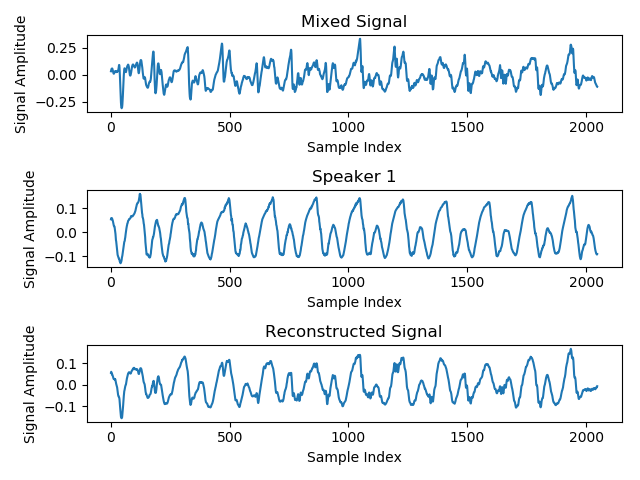 Mixed Signal
Signal Amplitude
0.25
0.00
−0.25
0
500
1000
1500
2000
Sample Index
Speaker 1
Signal Amplitude
0.1
0.0
−0.1
0
500
1000
1500
2000
Sample Index
Reconstructed Signal
Signal Amplitude
0.1
0.0
−0.1
0
500
1000
1500
2000
Sample Index